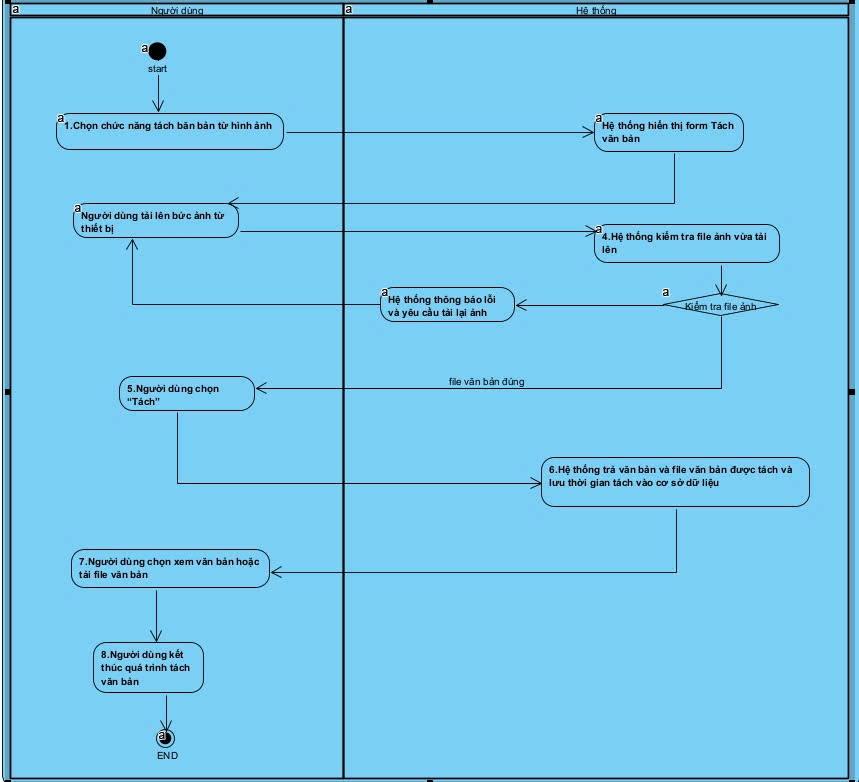 a Người dùng
a Hệ thống
a
start
a
1.Chọn chức năng tách băn bản từ hình ảnh
a
Hệ thống hiển thị form Tách
văn bản
a
Người dùng tải lên bức ảnh từ
thiết bị
a
4.Hệ thống kiểm tra file ảnh vừa tải
lên
a
Hệ thống thông báo lỗi
và yêu cầu tải lại ảnh
a
Kiểm tra file ảnh
file văn bản đúng
5.Người dùng chọn
“Tách”
6.Hệ thống trả văn bản và file văn bản được tách và
lưu thời gian tách vào cơ sở dữ liệu
7.Người dùng chọn xem văn bản hoặc
tải file văn bản
8.Người dùng kết
thúc quá trình tách
văn bản
a
END